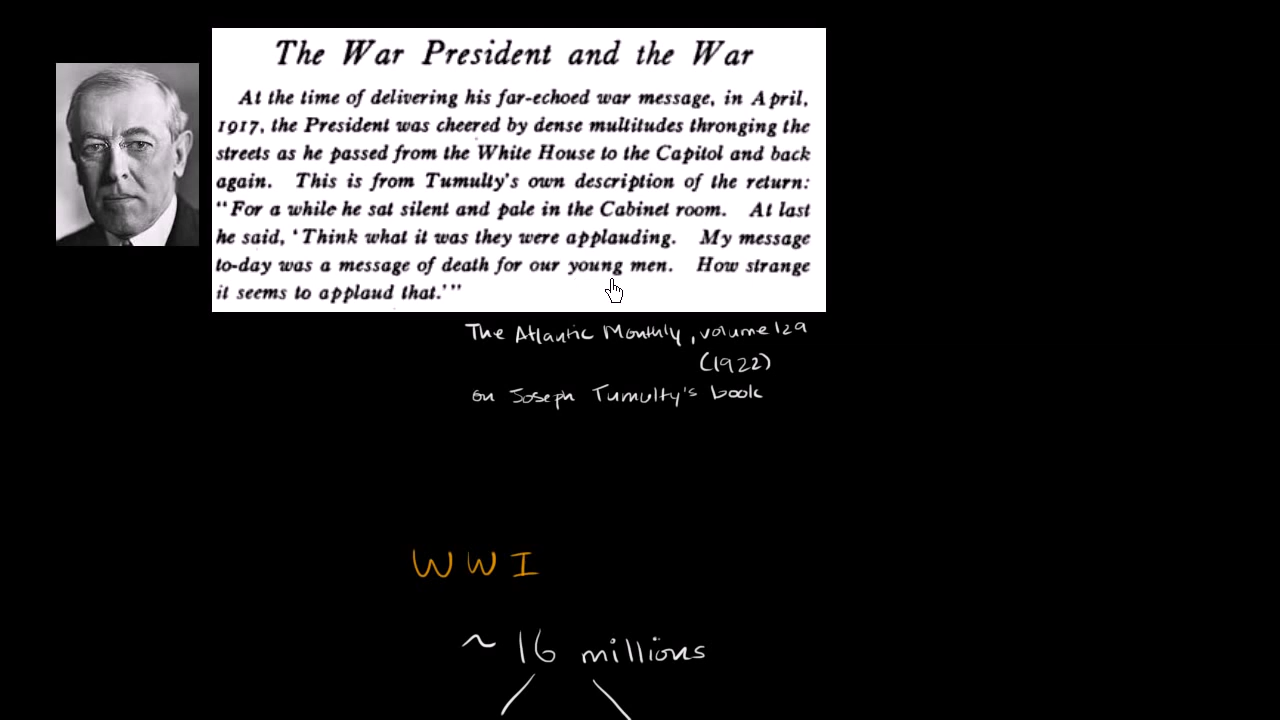 The War President and the War
At the time of delivering his far-echoed war message, in April,
1917, the President was cheered by dense multitudes thronging the
streets as he passed from the White House to the Capitol and back
again. This is from Tumulty's own description of the return:
"For a while he sat silent and pale in the Cabinet room. At last
he said, 'Think what it was they were applauding. My message
to-day was a message of death for our young men. How strange
it seems to applaud that.'"
The Atlantic Monthly, volume 129
(1922)
on Joseph Tumulty's book
WWI
~ 16 millions